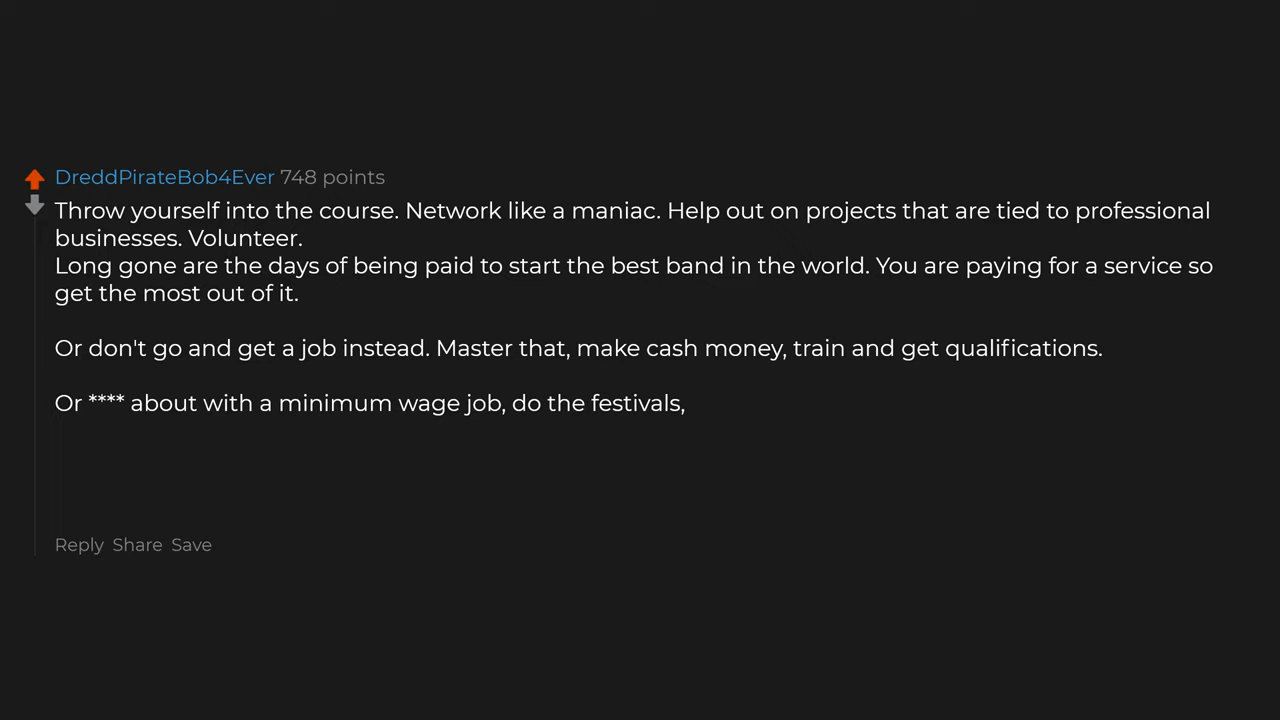 DreddPirateBob4Ever 748 points
Throw yourself into the course. Network like a maniac. Help out on projects that are tied to professional
businesses. Volunteer.
Long gone are the days of being paid to start the best band in the world. You are paying for a service so
get the most out of it.
Or don't go and get a job instead. Master that, make cash money, train and get qualifications.
Or **** about with a minimum wage job, do the festivals,
Reply Share Save